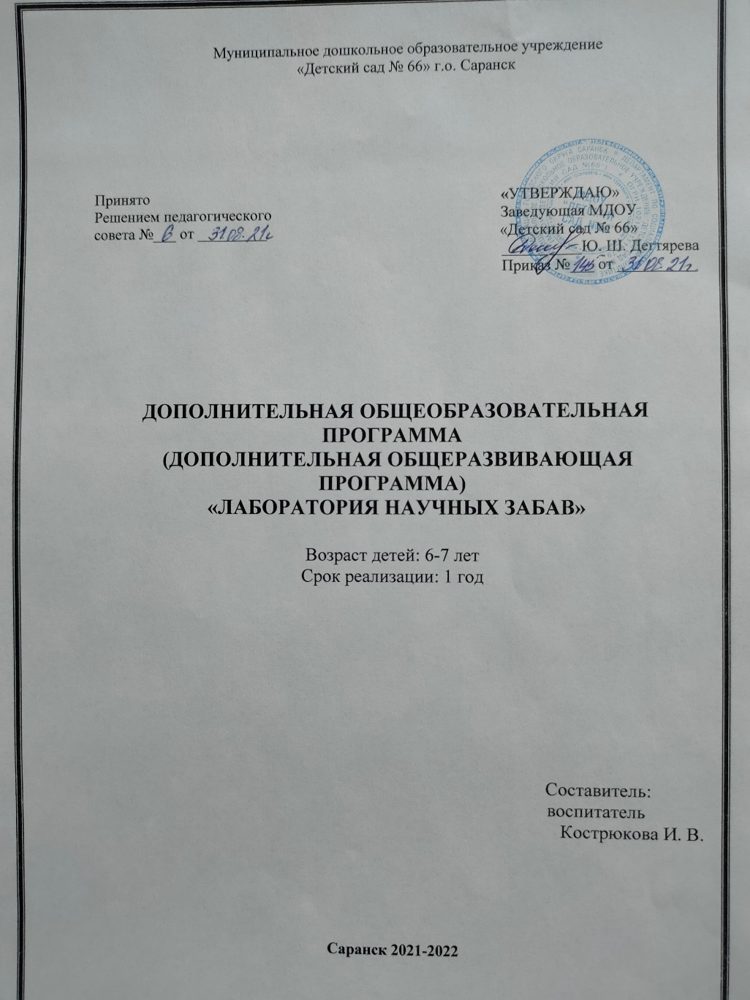 Муниципальное дошкольное образовательное учреждение
«Детский сад № 66» г.о. Саранск
Принято
Решением педагогического
совета № 6 от 31.08.21г
«УТВЕРЖДАЮ»
Заведующая МДОУ
«Детский сад № 66»
Ю. Ш. Дегтярева
Приказ № 145 от 31 08 21г.
ДОПОЛНИТЕЛЬНАЯ ОБЩЕОБРАЗОВАТЕЛЬНАЯ
ПРОГРАММА
(ДОПОЛНИТЕЛЬНАЯ ОБЩЕРАЗВИВАЮЩАЯ
ПРОГРАММА)
«ЛАБОРАТОРИЯ НАУЧНЫХ ЗАБАВ»
Возраст детей: 6-7 лет
Срок реализации: 1 год
Составитель:
воспитатель
Кострюкова И. В.
Саранск 2021-2022